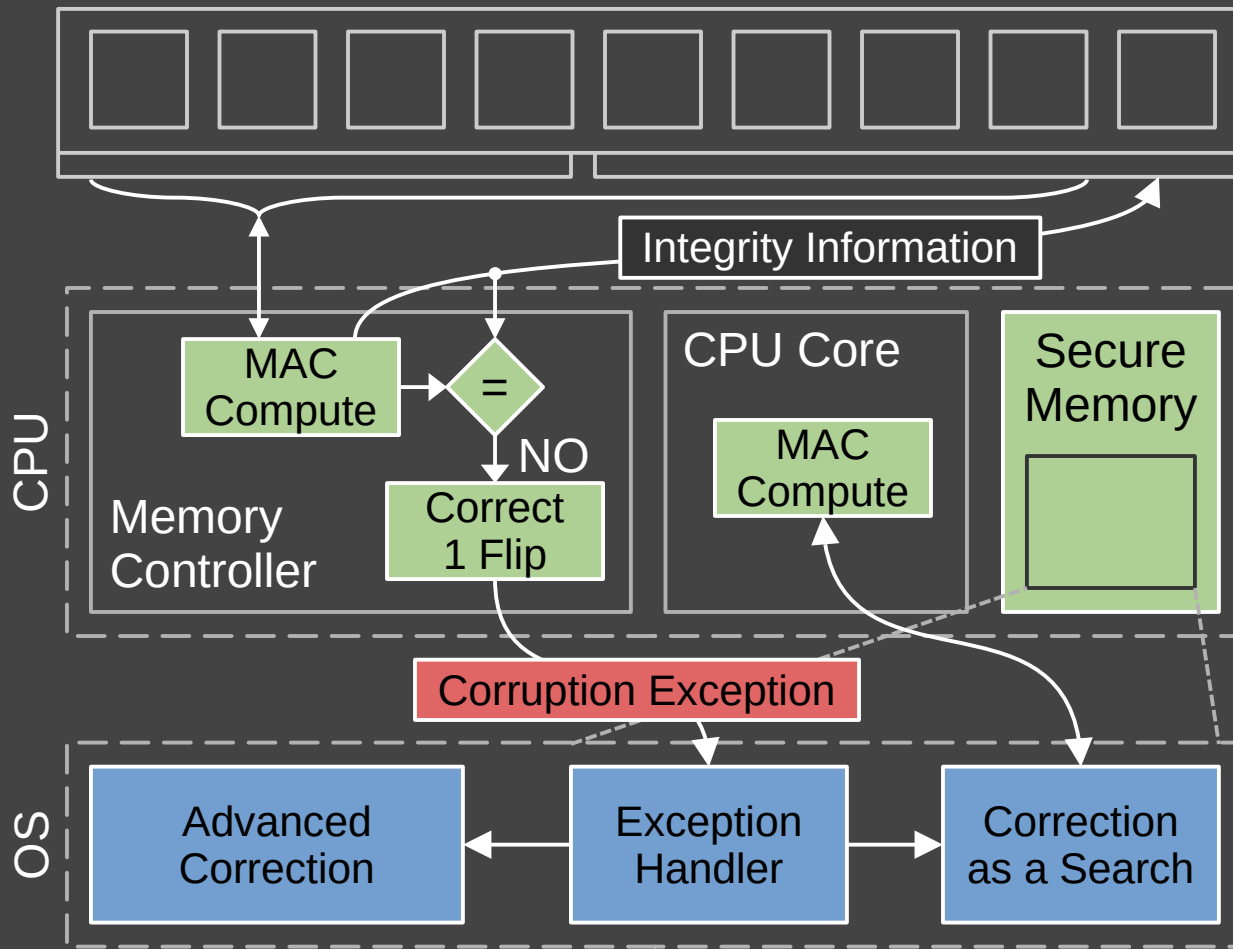 Integrity Information
CPU
MAC
Compute
=
NO
Correct
1 Flip
Memory
Controller
CPU Core
MAC
Compute
Secure
Memory
Corruption Exception
OS
Advanced
Correction
Exception
Handler
Correction
as a Search